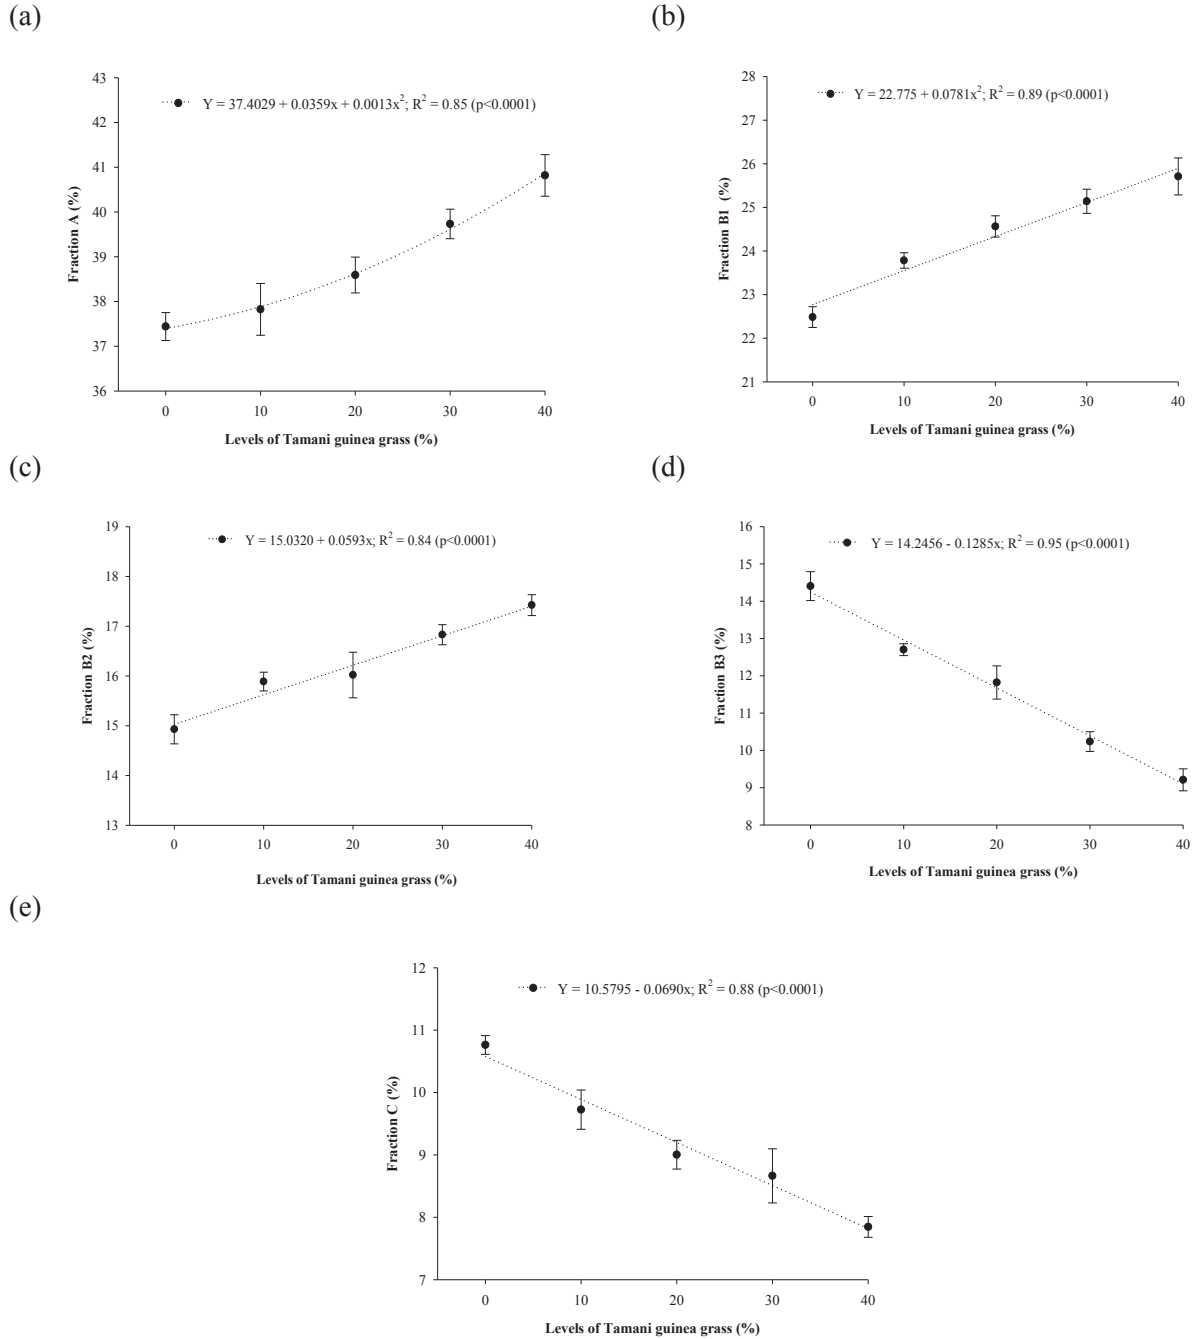 (a)
Y = 37.4029 + 0.0359x + 0.0013x²; R² = 0.85 (p<0.0001)
43
42
41
40
39
38
37
36
Fraction A (%)
0 10 20 30 40
Levels of Tamani guinea grass (%)
(b)
Y = 22.775 + 0.0781x²; R² = 0.89 (p<0.0001)
28
27
26
25
24
23
22
21
Fraction B1 (%)
0 10 20 30 40
Levels of Tamani guinea grass (%)
(c)
Y = 15.0320 + 0.0593x; R² = 0.84 (p<0.0001)
19
18
17
16
15
14
13
Fraction B2 (%)
0 10 20 30 40
Levels of Tamani guinea grass (%)
(d)
Y = 14.2456 - 0.1285x; R² = 0.95 (p<0.0001)
16
15
14
13
12
11
10
9
8
Fraction B3 (%)
0 10 20 30 40
Levels of Tamani guinea grass (%)
(e)
Y = 10.5795 - 0.0690x; R² = 0.88 (p<0.0001)
12
11
10
9
8
7
Fraction C (%)
0 10 20 30 40
Levels of Tamani guinea grass (%)